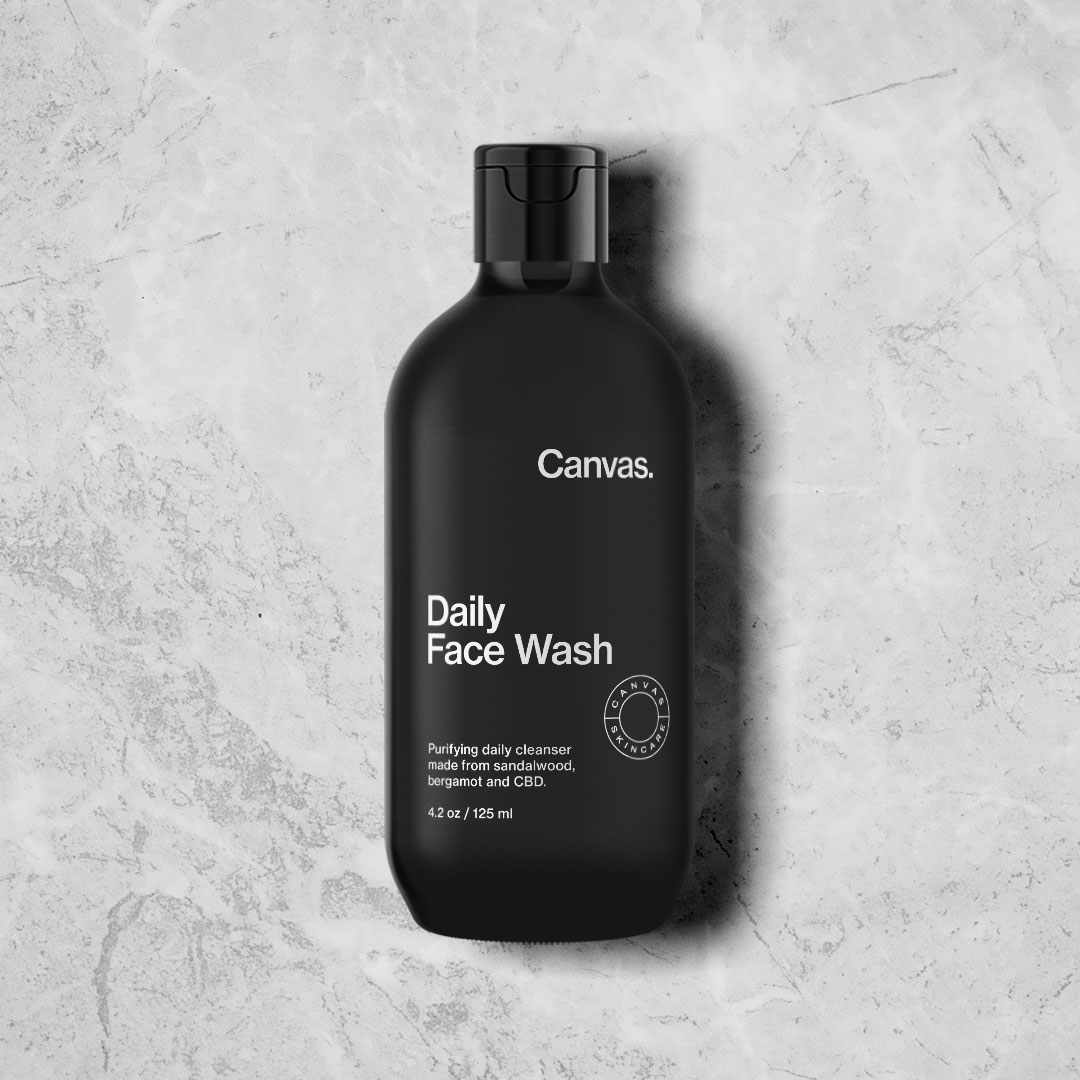 Canvas.
Daily
Face Wash
CANVAS
SKINCARE
Purifying daily cleanser
made from sandalwood,
bergamot and CBD.
4.2 oz / 125 ml